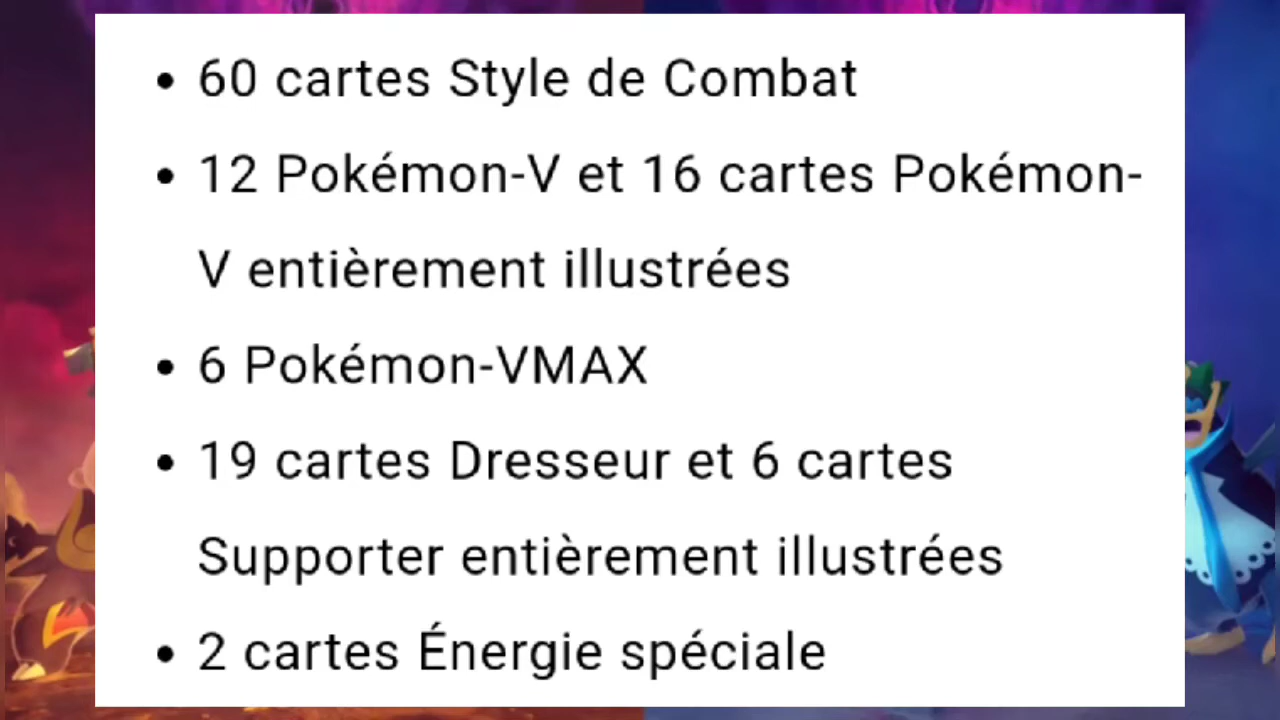 • 60 cartes Style de Combat
• 12 Pokémon-V et 16 cartes Pokémon-
V entièrement illustrées
• 6 Pokémon-VMAX
• 19 cartes Dresseur et 6 cartes
Supporter entièrement illustrées
• 2 cartes Énergie spéciale